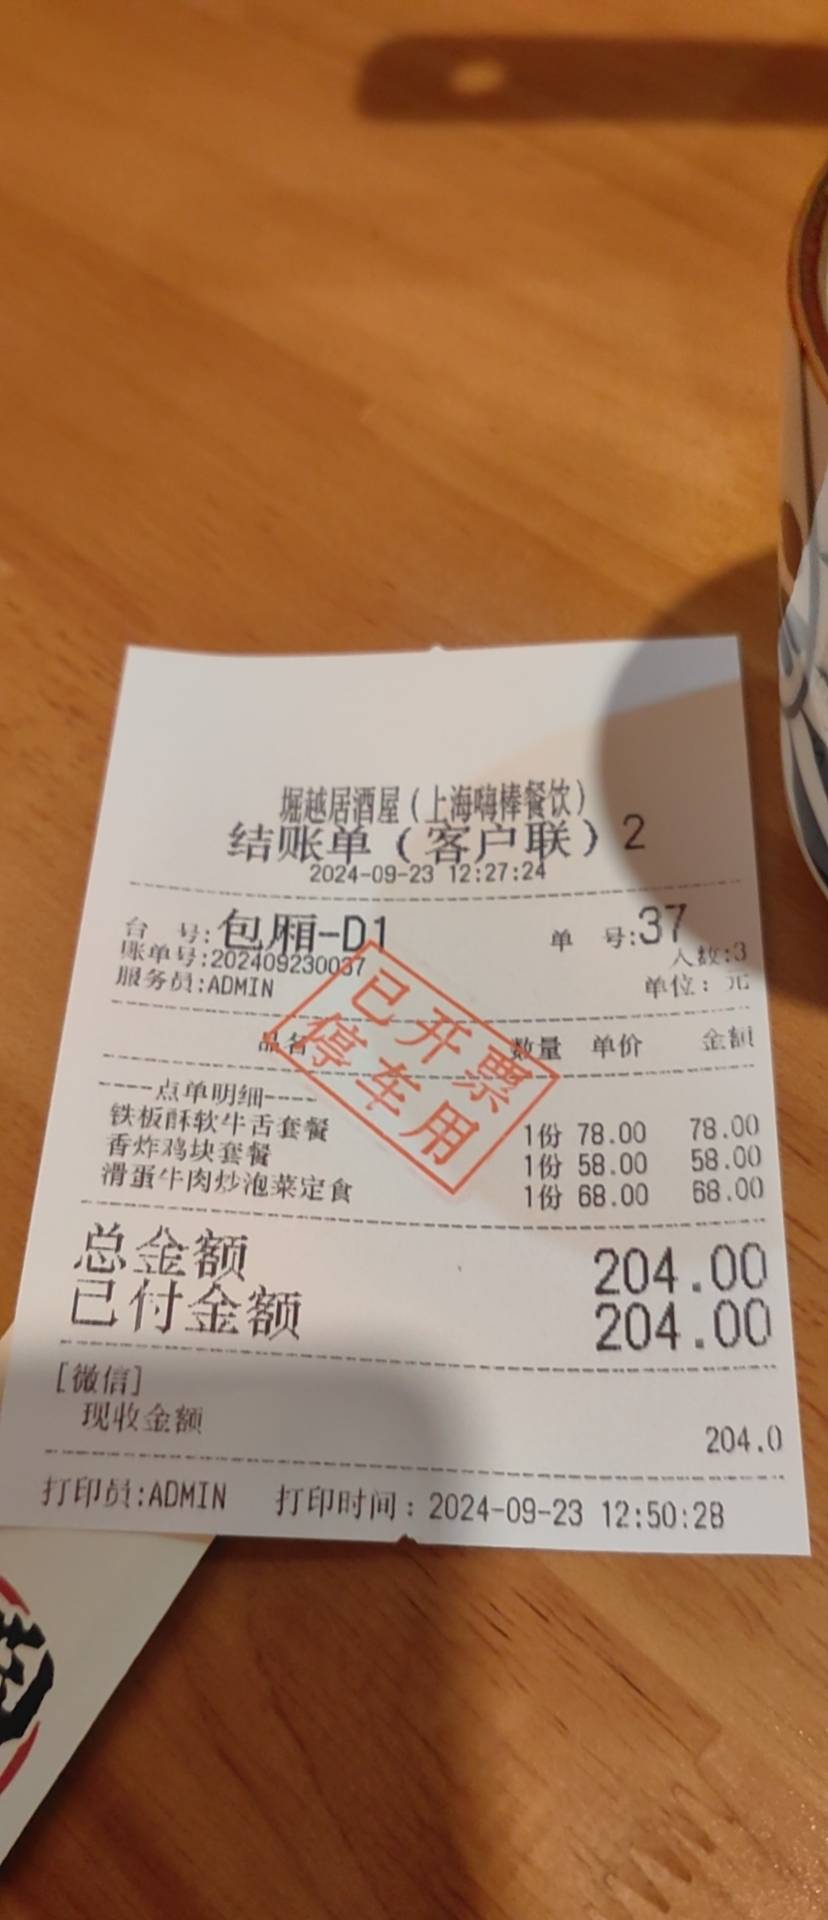 堀越居酒屋（上海嗨棒餐饮）
结账单（客户联）2
2024-09-23 12:27:24
台 号:包厢-D1 单 号:37
账单号:202409230037 人数:3
服务员:ADMIN 单位：元
已开票
停车用
品名 数量 单价 金额
----点单明细----
铁板酥软牛舌套餐 1份 78.00 78.00
香炸鸡块套餐 1份 58.00 58.00
滑蛋牛肉炒泡菜定食 1份 68.00 68.00
总金额 204.00
已付金额 204.00
[微信]
现收金额 204.0
打印员:ADMIN 打印时间：2024-09-23 12:50:28